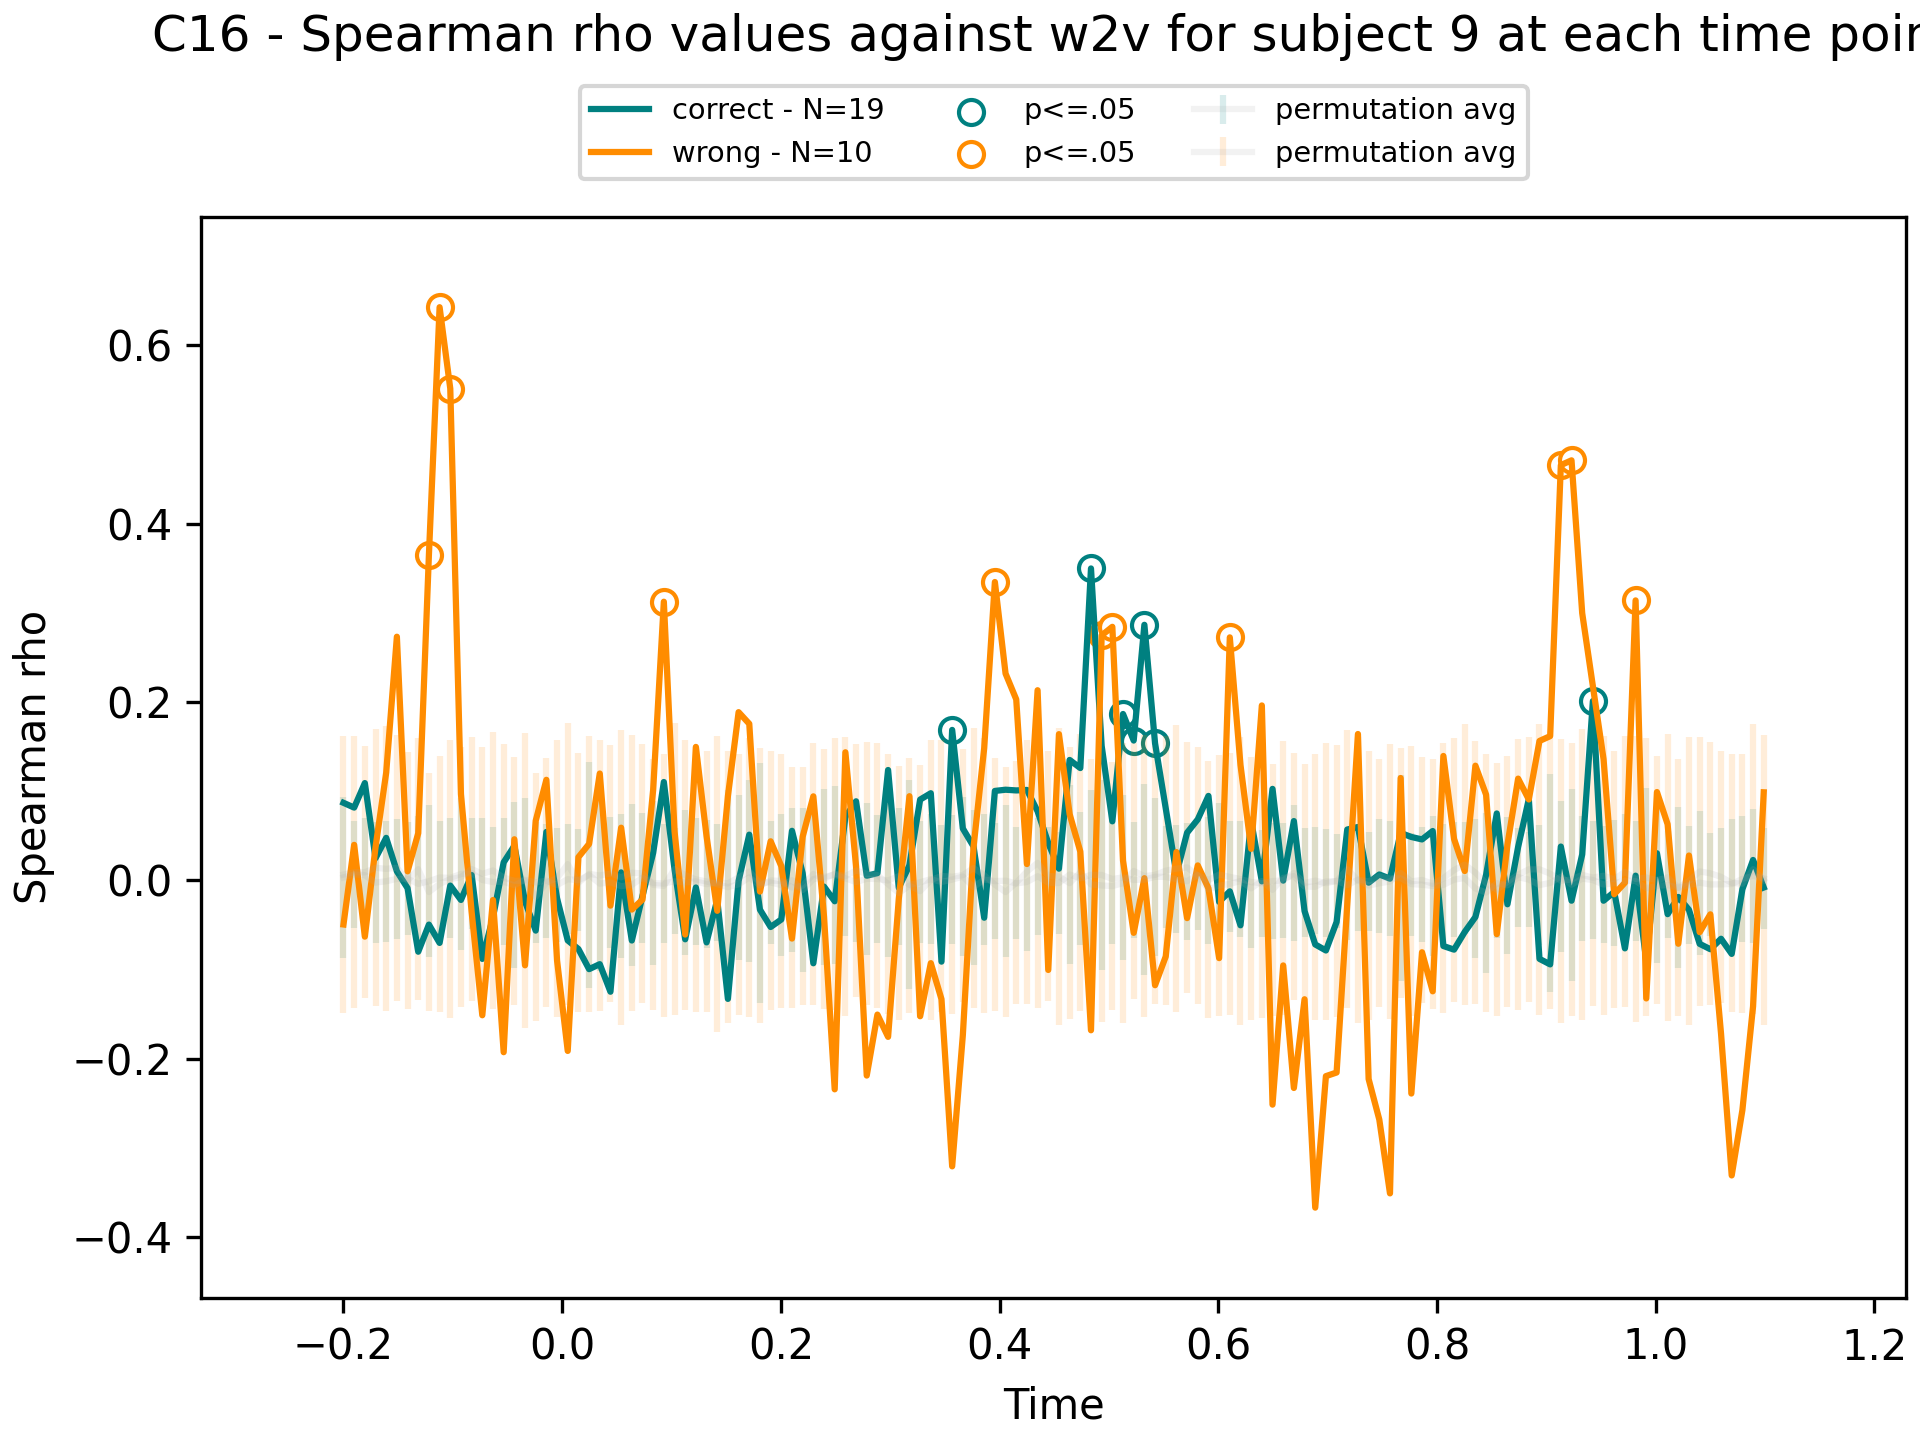 C16 - Spearman rho values against w2v for subject 9 at each time poin
correct - N=19
wrong - N=10
p<=.05
p<=.05
permutation avg
permutation avg
Spearman rho
0.6
0.4
0.2
0.0
−0.2
−0.4
−0.2 0.0 0.2 0.4 0.6 0.8 1.0 1.2
Time